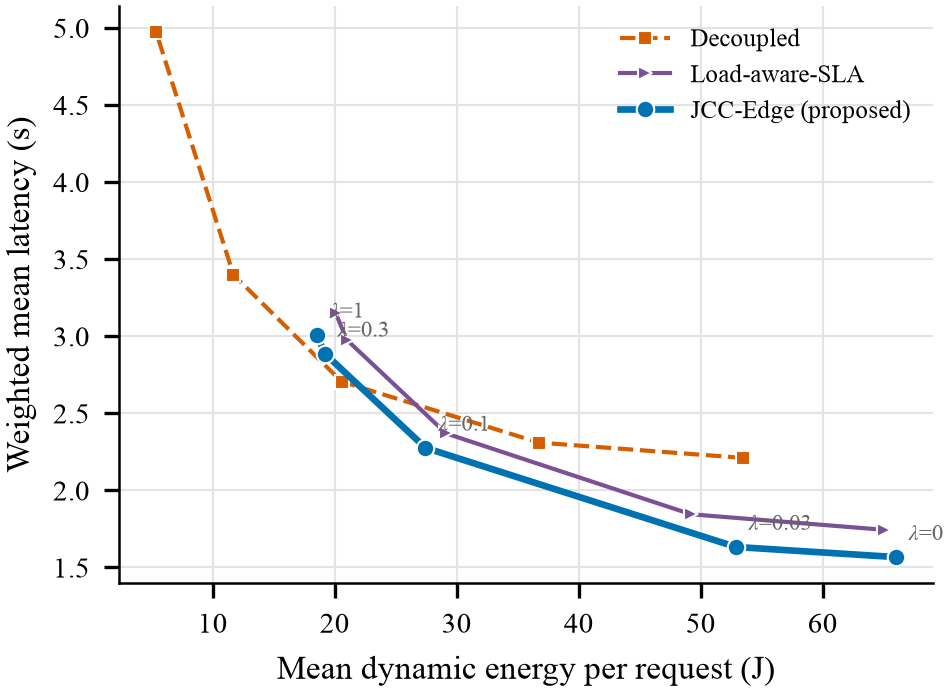 Decoupled
Load-aware-SLA
JCC-Edge (proposed)
Weighted mean latency (s)
5.0
4.5
4.0
3.5
3.0
2.5
2.0
1.5
λ=1
λ=0.3
λ=0.1
λ=0.03
λ=0
10 20 30 40 50 60
Mean dynamic energy per request (J)